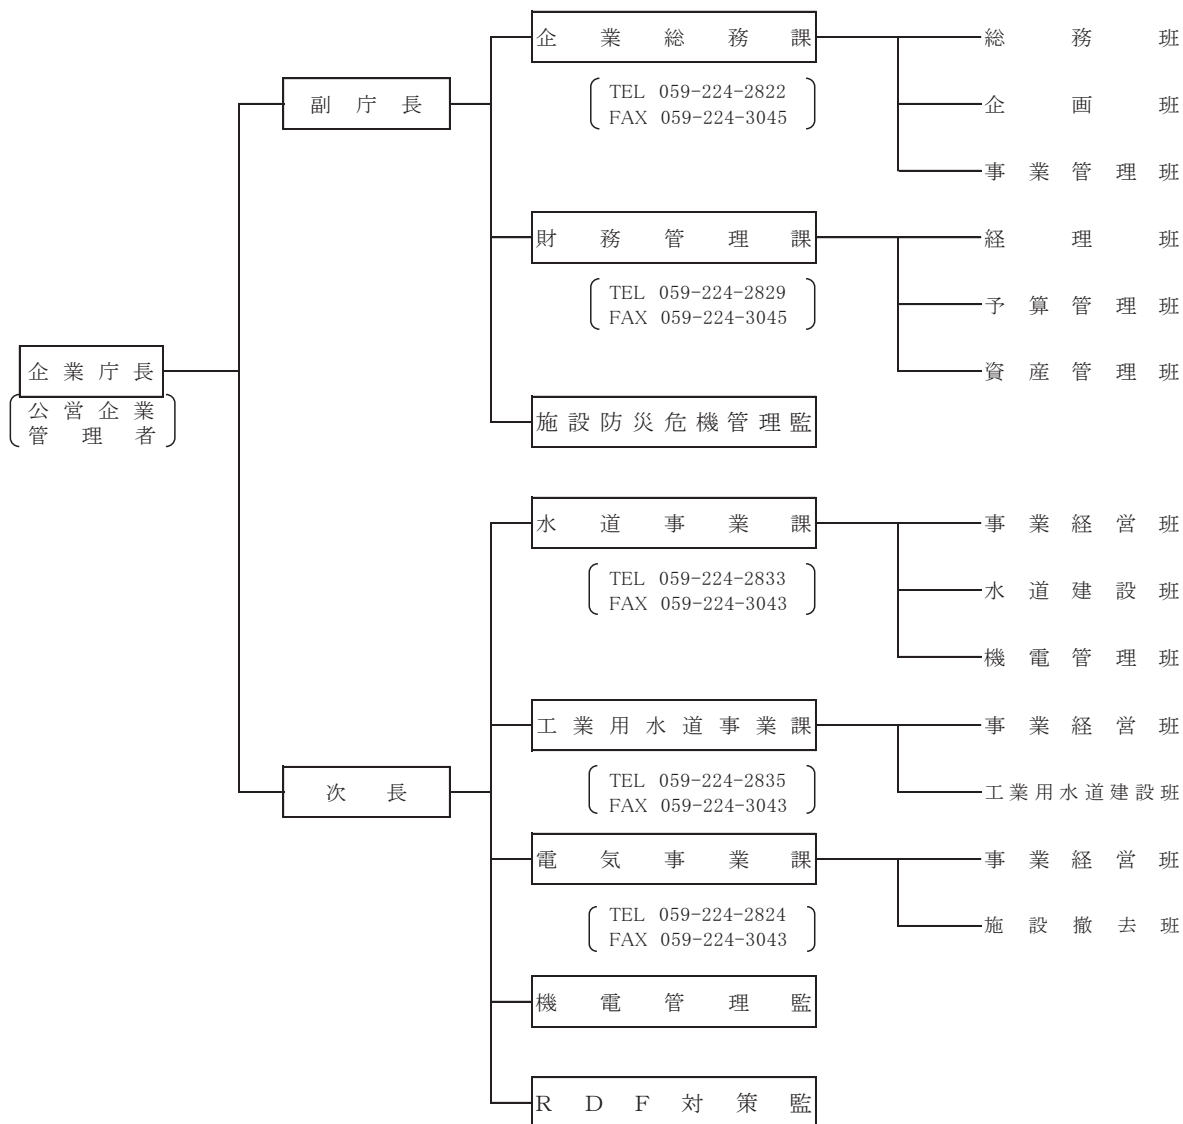 企業庁長
公営企業
管理者
副庁長
企業総務課
TEL 059-224-2822
FAX 059-224-3045
総務班
企画班
事業管理班
財務管理課
TEL 059-224-2829
FAX 059-224-3045
経理班
予算管理班
資産管理班
施設防災危機管理監
次長
水道事業課
TEL 059-224-2833
FAX 059-224-3043
事業経営班
水道建設班
機電管理班
工業用水道事業課
TEL 059-224-2835
FAX 059-224-3043
事業経営班
工業用水道建設班
電気事業課
TEL 059-224-2824
FAX 059-224-3043
事業経営班
施設撤去班
機電管理監
RDF対策監